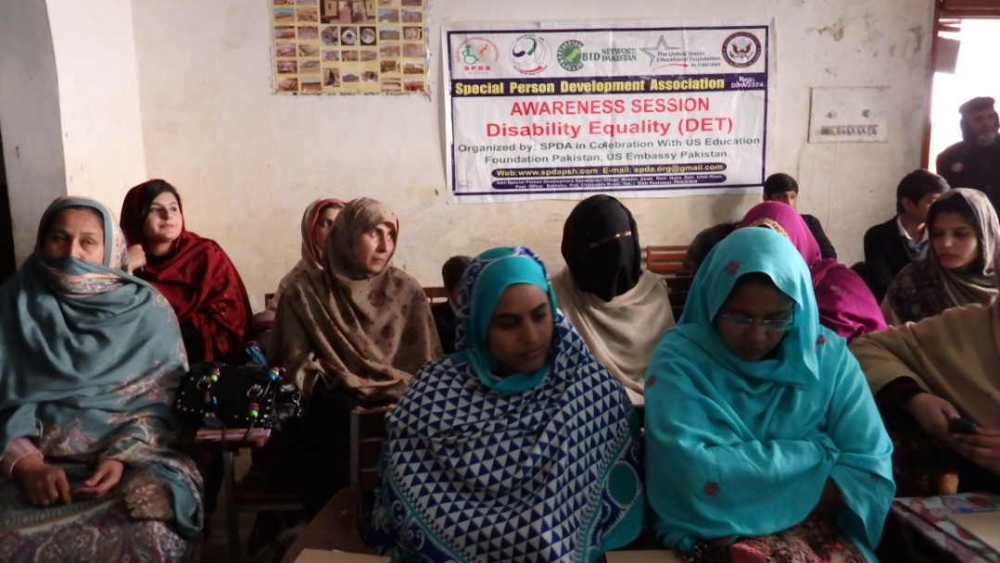 SPDA
BID NETWORK PAKISTAN
The United States
Educational Foundation
in Pakistan
Special Person Development Association
AWARENESS SESSION
Disability Equality (DET)
Organized by: SPDA in Colebration With US Education
Foundation Pakistan, US Embassy Pakistan.
Web:www.spdapsh.com E-mail: spda.org@gmail.com